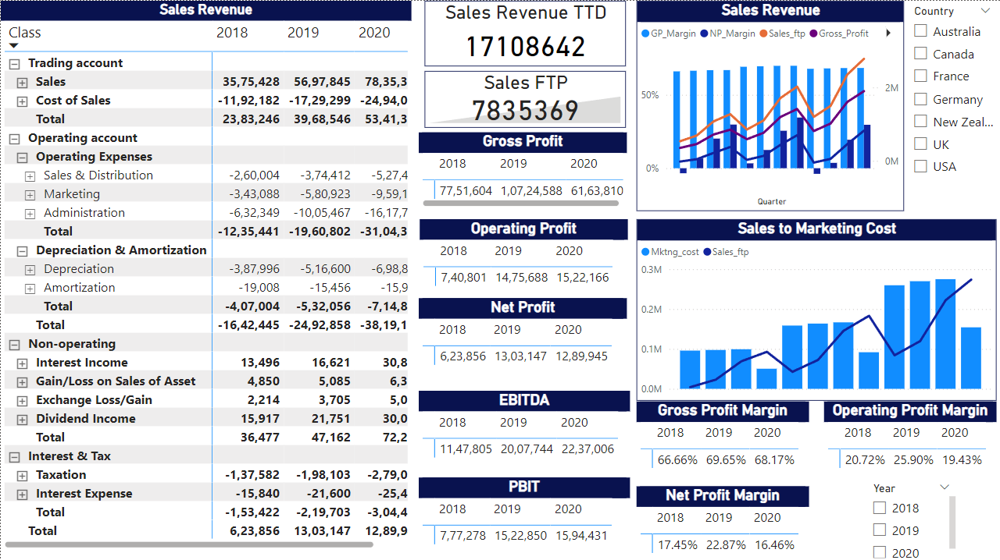 Sales Revenue
Class 2018 2019 2020
Trading account
Sales 35,75,428 56,97,845 78,35,3
Cost of Sales -11,92,182 -17,29,299 -24,94,0
Total 23,83,246 39,68,546 53,41,3
Operating account
Operating Expenses
Sales & Distribution -2,60,004 -3,74,412 -5,27,4
Marketing -3,43,088 -5,80,923 -9,59,1
Administration -6,32,349 -10,05,467 -16,17,7
Total -12,35,441 -19,60,802 -31,04,3
Depreciation & Amortization
Depreciation -3,87,996 -5,16,600 -6,98,8
Amortization -19,008 -15,456 -15,9
Total -4,07,004 -5,32,056 -7,14,8
Total -16,42,445 -24,92,858 -38,19,1
Non-operating
Interest Income 13,496 16,621 30,8
Gain/Loss on Sales of Asset 4,850 5,085 6,3
Exchange Loss/Gain 2,214 3,705 5,0
Dividend Income 15,917 21,751 30,0
Total 36,477 47,162 72,2
Interest & Tax
Taxation -1,37,582 -1,98,103 -2,79,0
Interest Expense -15,840 -21,600 -25,4
Total -1,53,422 -2,19,703 -3,04,4
Total 6,23,856 13,03,147 12,89,9
Sales Revenue TTD
17108642
Sales FTP
7835369
Gross Profit
2018 2019 2020
77,51,604 1,07,24,588 61,63,810
Operating Profit
2018 2019 2020
7,40,801 14,75,688 15,22,166
Net Profit
2018 2019 2020
6,23,856 13,03,147 12,89,945
EBITDA
2018 2019 2020
11,47,805 20,07,744 22,37,006
PBIT
2018 2019 2020
7,77,278 15,22,850 15,94,431
Sales Revenue
GP_Margin NP_Margin Sales_ftp Gross_Profit
50% 2M
0% 0M
Quarter
Country
Australia
Canada
France
Germany
New Zeal...
UK
USA
Sales to Marketing Cost
Mktng_cost Sales_ftp
0.3M
0.2M
0.1M
0.0M
Gross Profit Margin
2018 2019 2020
66.66% 69.65% 68.17%
Operating Profit Margin
2018 2019 2020
20.72% 25.90% 19.43%
Net Profit Margin
2018 2019 2020
17.45% 22.87% 16.46%
Year
2018
2019
2020